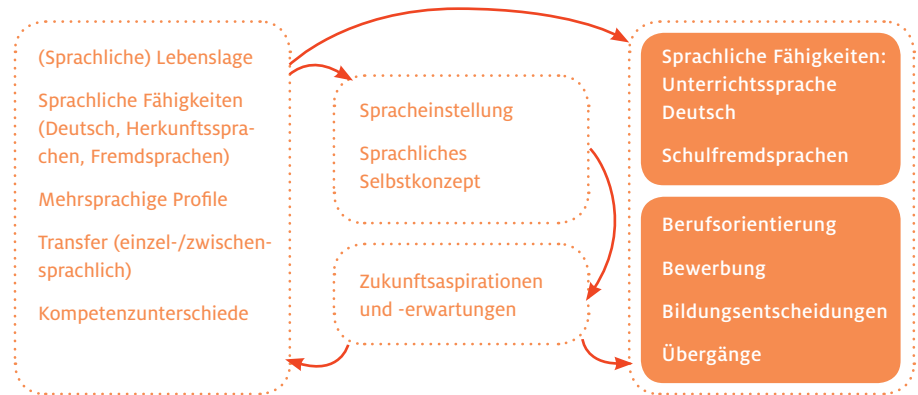 (Sprachliche) Lebenslage
Sprachliche Fähigkeiten
(Deutsch, Herkunftsspra-
chen, Fremdsprachen)
Mehrsprachige Profile
Transfer (einzel-/zwischen-
sprachlich)
Kompetenzunterschiede
Spracheinstellung
Sprachliches
Selbstkonzept
Zukunftsaspirationen
und -erwartungen
Sprachliche Fähigkeiten:
Unterrichtssprache
Deutsch
Schulfremdsprachen
Berufsorientierung
Bewerbung
Bildungsentscheidungen
Übergänge